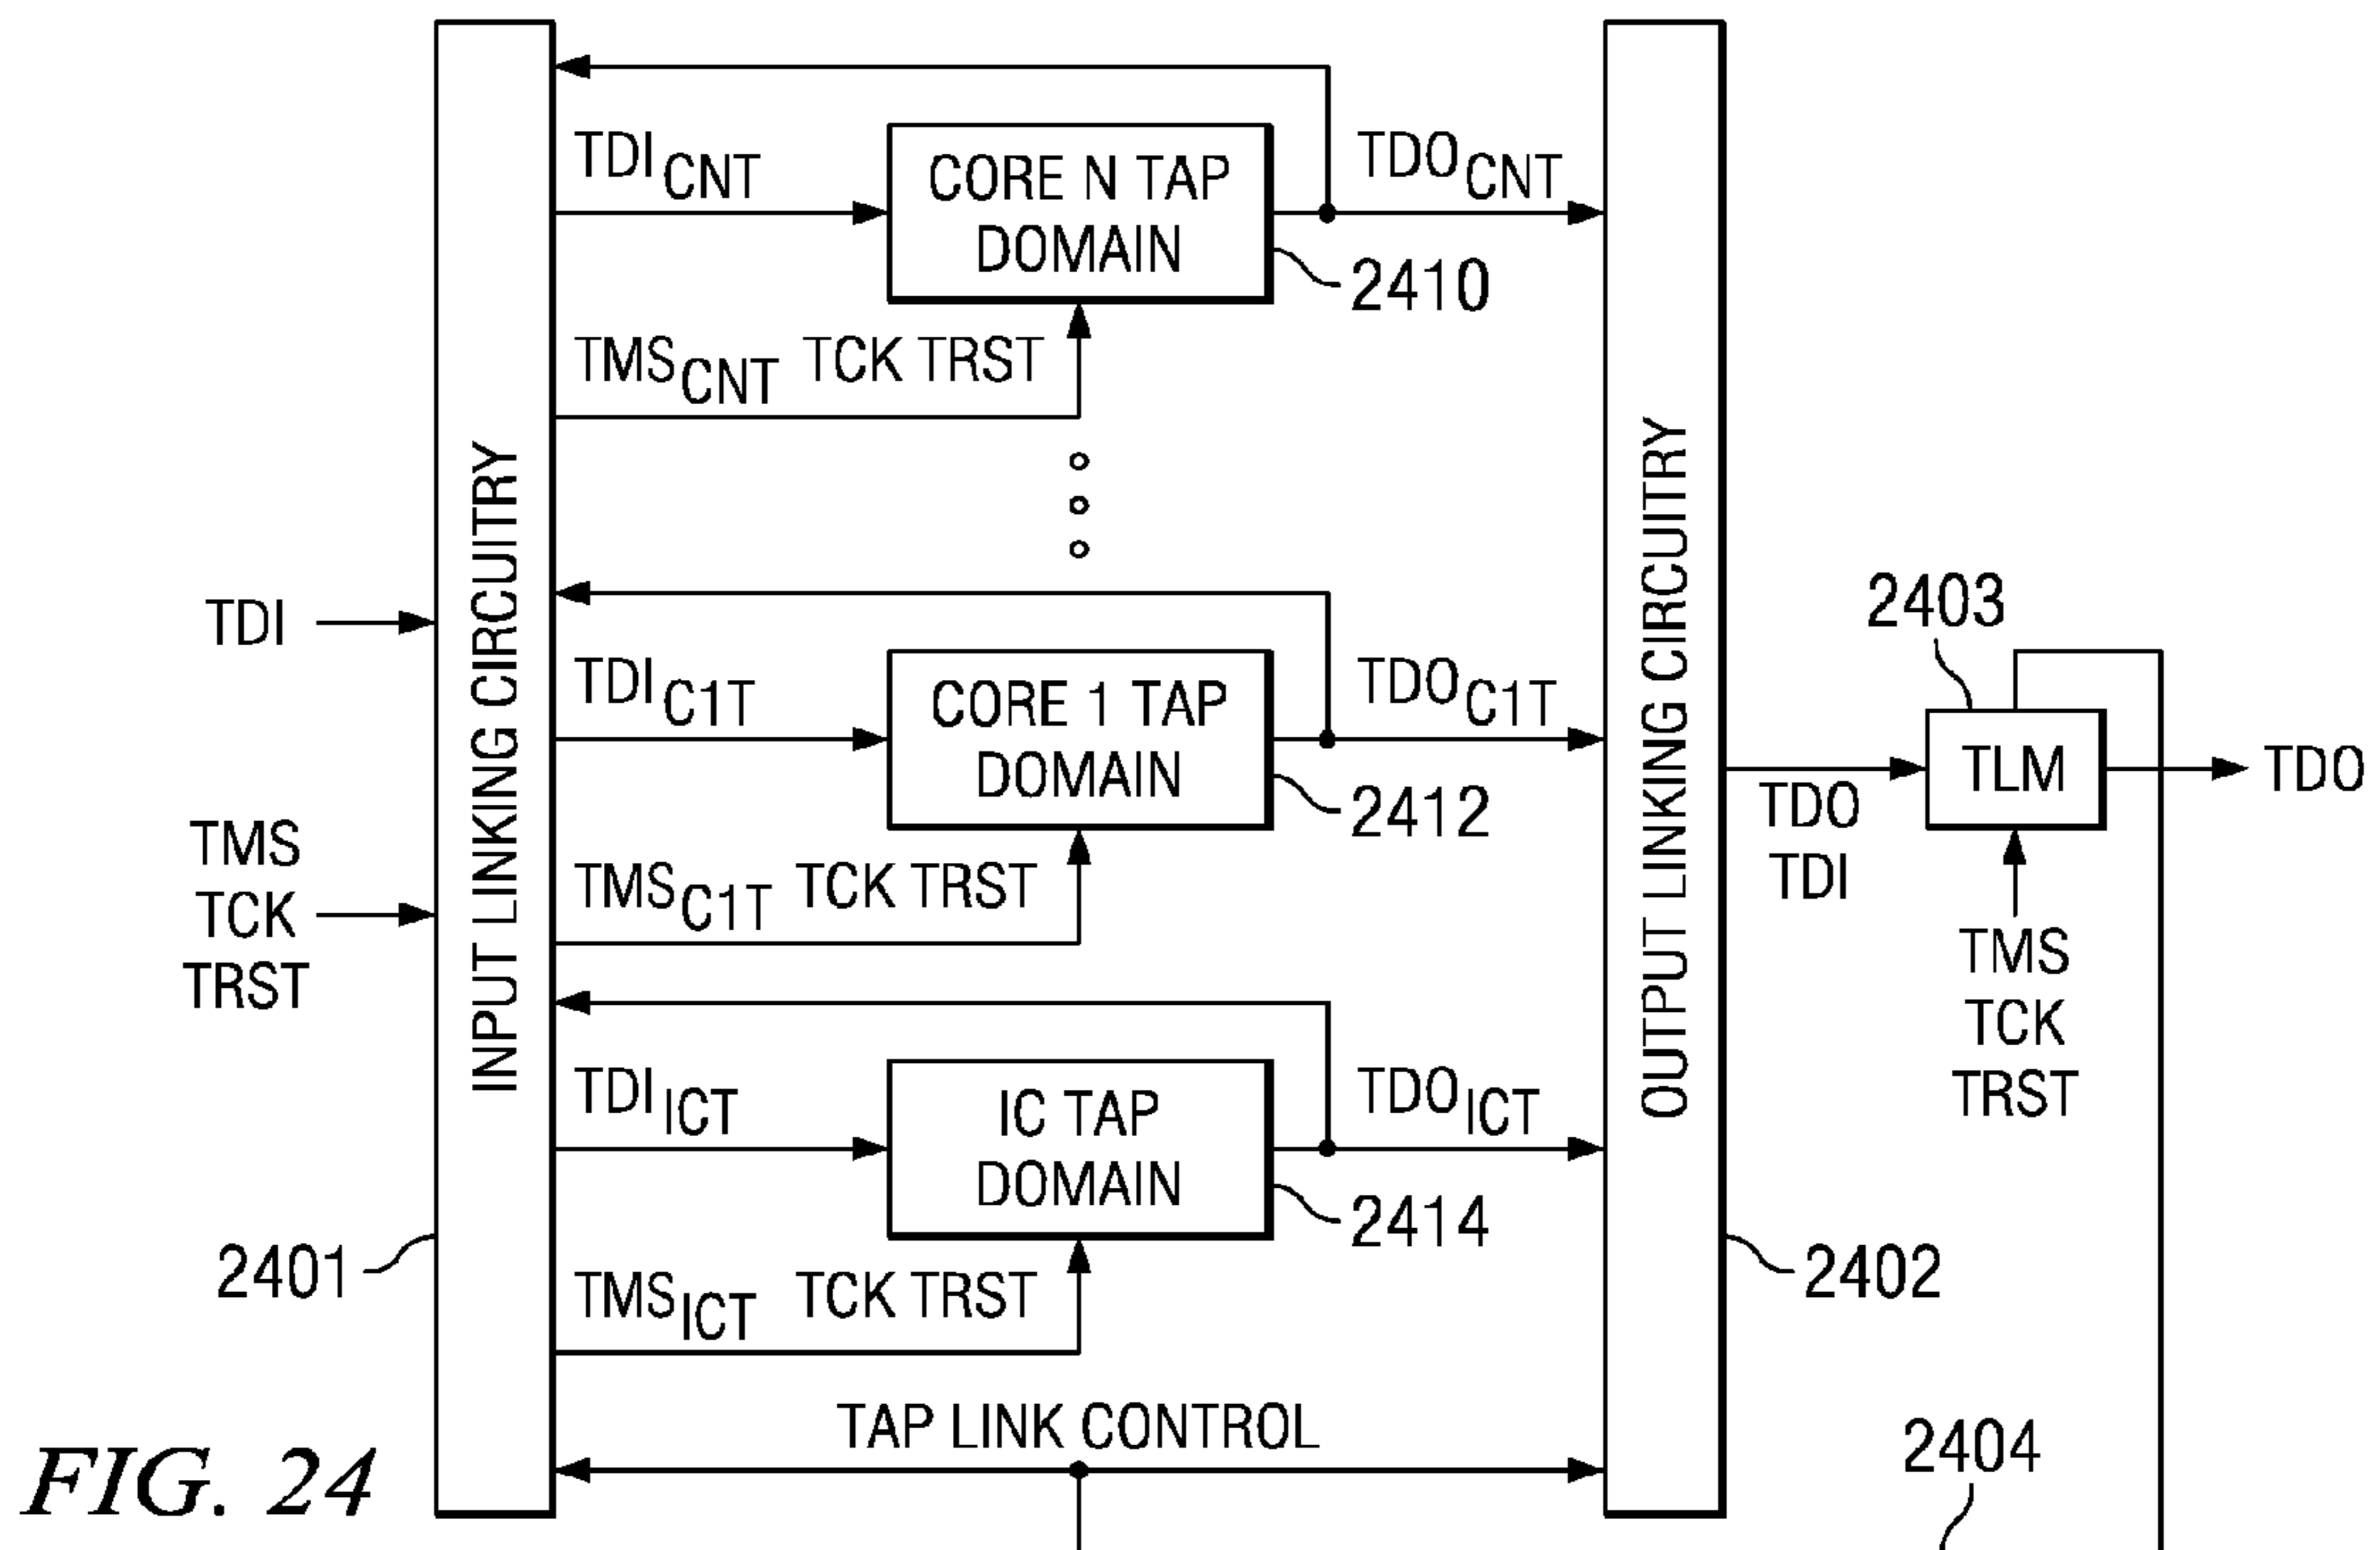 TDI CNT
CORE N TAP
DOMAIN
TDO CNT
2410
TMS CNT TCK TRST
INPUT LINKING CIRCUITRY
OUTPUT LINKING CIRCUITRY
TDI
TDI C1T
CORE 1 TAP
DOMAIN
TDO C1T
2412
TMS C1T TCK TRST
2403
TLM
TDO
TDO
TDI
TMS
TCK
TRST
TMS
TCK
TRST
TDI ICT
IC TAP
DOMAIN
TDO ICT
2414
2401
2402
TMS ICT TCK TRST
TAP LINK CONTROL
2404
FIG. 24